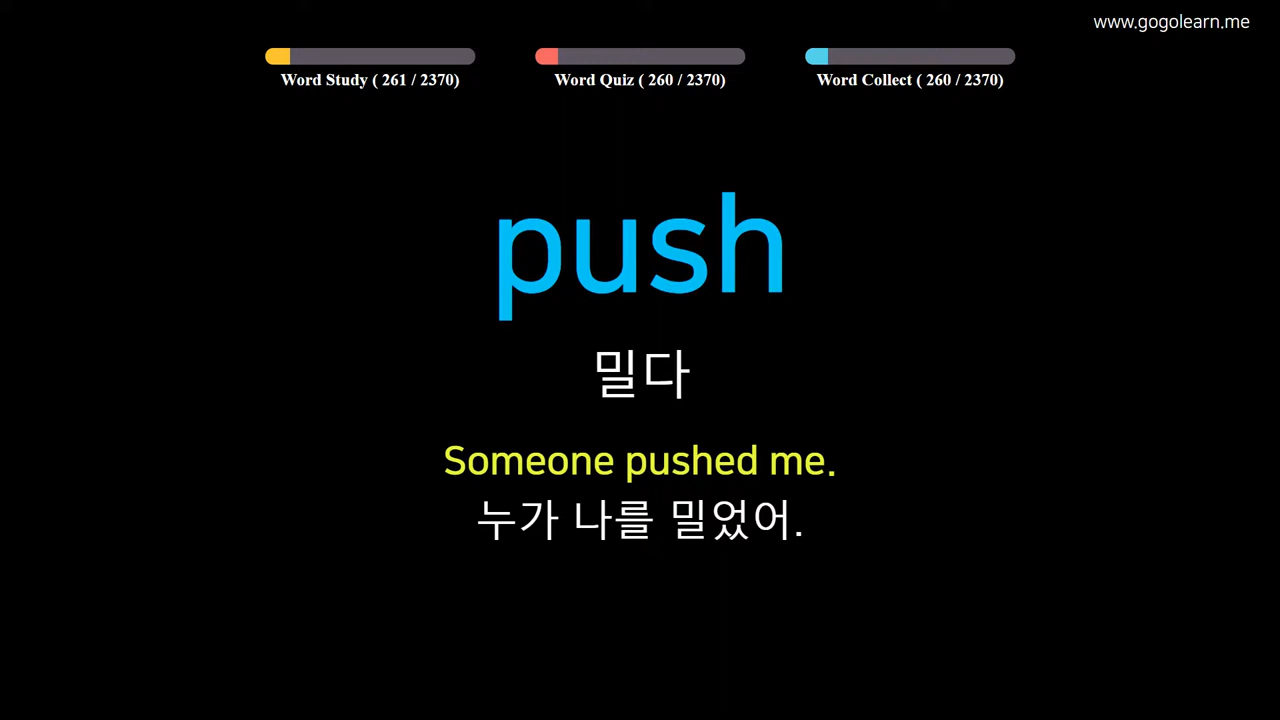 www.gogolearn.me
Word Study ( 261 / 2370)
Word Quiz ( 260 / 2370)
Word Collect ( 260 / 2370)
push
밀다
Someone pushed me.
누가 나를 밀었어.